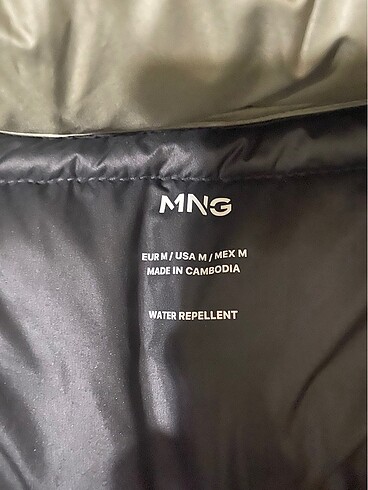 MNG
EUR M / USA M / MEX M
MADE IN CAMBODIA
WATER REPELLENT